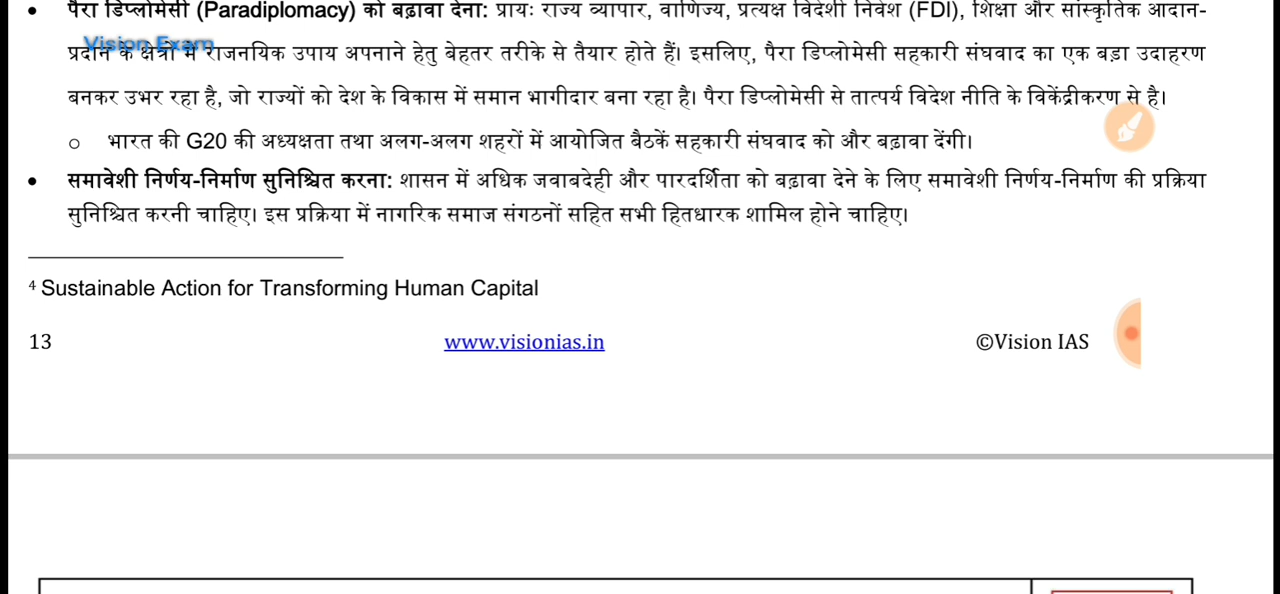 • पैरा डिप्लोमेसी (Paradiplomacy) को बढ़ावा देना: प्रायः राज्य व्यापार, वाणिज्य, प्रत्यक्ष विदेशी निवेश (FDI), शिक्षा और सांस्कृतिक आदान-
Vision Exam
प्रदान के क्षेत्रों में राजनयिक उपाय अपनाने हेतु बेहतर तरीके से तैयार होते हैं। इसलिए, पैरा डिप्लोमेसी सहकारी संघवाद का एक बड़ा उदाहरण
बनकर उभर रहा है, जो राज्यों को देश के विकास में समान भागीदार बना रहा है। पैरा डिप्लोमेसी से तात्पर्य विदेश नीति के विकेंद्रीकरण से है।
o भारत की G20 की अध्यक्षता तथा अलग-अलग शहरों में आयोजित बैठकें सहकारी संघवाद को और बढ़ावा देंगी।
• समावेशी निर्णय-निर्माण सुनिश्चित करना: शासन में अधिक जवाबदेही और पारदर्शिता को बढ़ावा देने के लिए समावेशी निर्णय-निर्माण की प्रक्रिया
सुनिश्चित करनी चाहिए। इस प्रक्रिया में नागरिक समाज संगठनों सहित सभी हितधारक शामिल होने चाहिए।
4 Sustainable Action for Transforming Human Capital
13 www.visionias.in ©Vision IAS